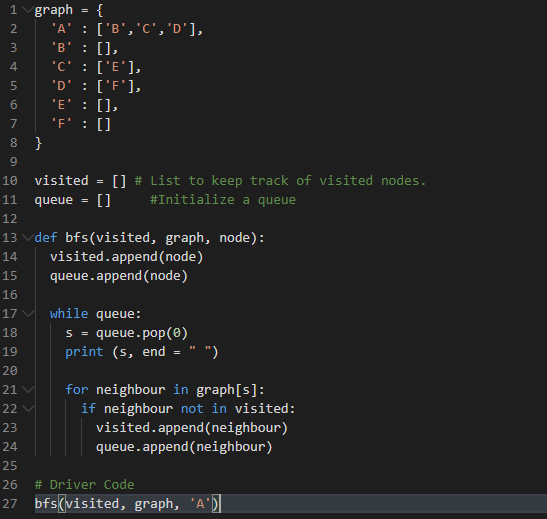 1 graph = {
2   'A' : ['B','C','D'],
3   'B' : [],
4   'C' : ['E'],
5   'D' : ['F'],
6   'E' : [],
7   'F' : []
8 }
9
10 visited = [] # List to keep track of visited nodes.
11 queue = []     #Initialize a queue
12
13 def bfs(visited, graph, node):
14   visited.append(node)
15   queue.append(node)
16
17   while queue:
18     s = queue.pop(0)
19     print (s, end = " ")
20
21     for neighbour in graph[s]:
22       if neighbour not in visited:
23         visited.append(neighbour)
24         queue.append(neighbour)
25
26 # Driver Code
27 bfs(visited, graph, 'A')